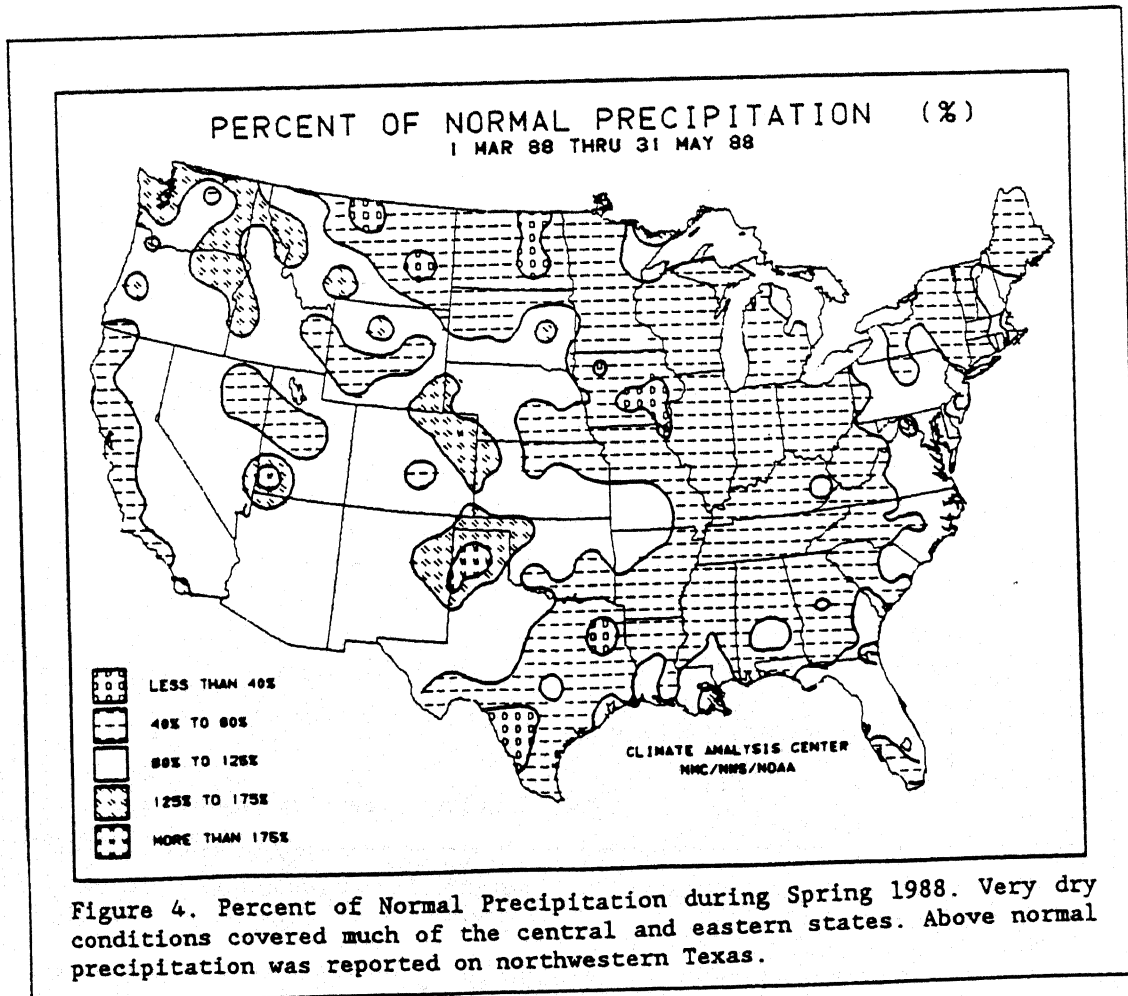 PERCENT OF NORMAL PRECIPITATION (%)
1 MAR 88 THRU 31 MAY 88
LESS THAN 40%
40% TO 80%
80% TO 125%
125% TO 175%
MORE THAN 175%
CLIMATE ANALYSIS CENTER
NMC/NWS/NOAA
Figure 4. Percent of Normal Precipitation during Spring 1988. Very dry
conditions covered much of the central and eastern states. Above normal
precipitation was reported on northwestern Texas.